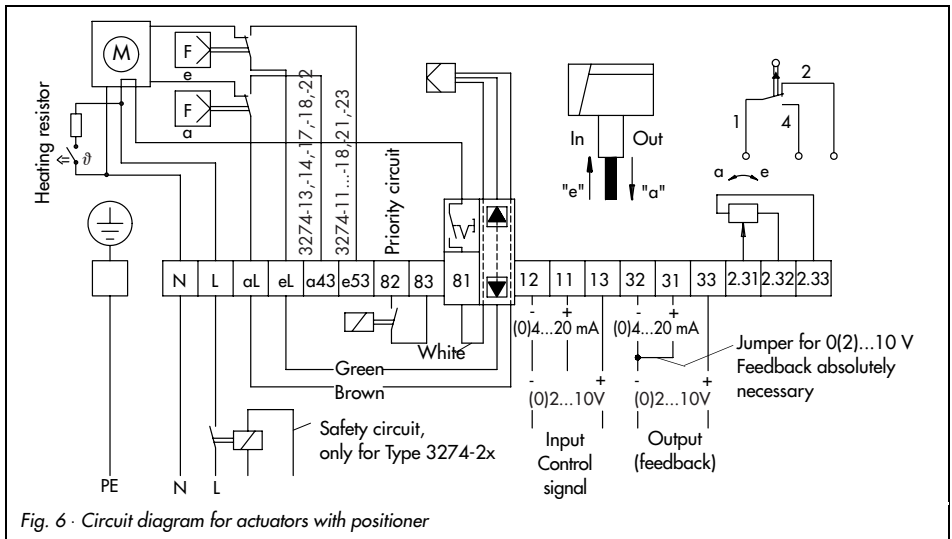 M
F
e
F
a
Heating resistor
ϑ
3274-13,-14,-17,-18,-22
3274-11...-18,-21,-23
Priority circuit
In
Out
"e"
"a"
1
2
4
a
e
N
L
aL
eL
a43
e53
82
83
81
12
11
13
32
31
33
2.31
2.32
2.33
White
Green
Brown
- +
(0)4...20 mA
- +
(0)2...10V
- +
(0)4...20 mA
- +
(0)2...10V
Jumper for 0(2)...10 V
Feedback absolutely
necessary
Input
Control
signal
Output
(feedback)
Safety circuit,
only for Type 3274-2x
PE
N
L
Fig. 6 · Circuit diagram for actuators with positioner